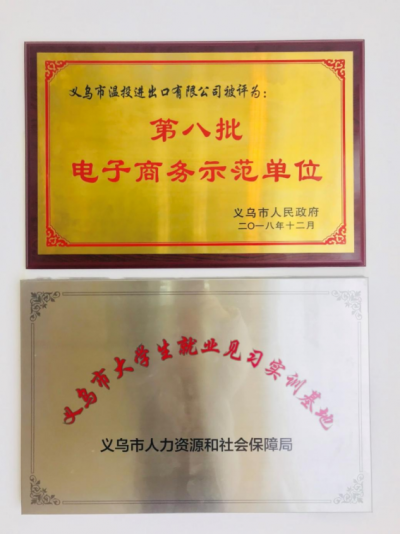 义乌市温投进出口有限公司被评为：
第八批
电子商务示范单位
义乌市人民政府
二〇一八年十二月
义乌市大学生就业见习实训基地
义乌市人力资源和社会保障局